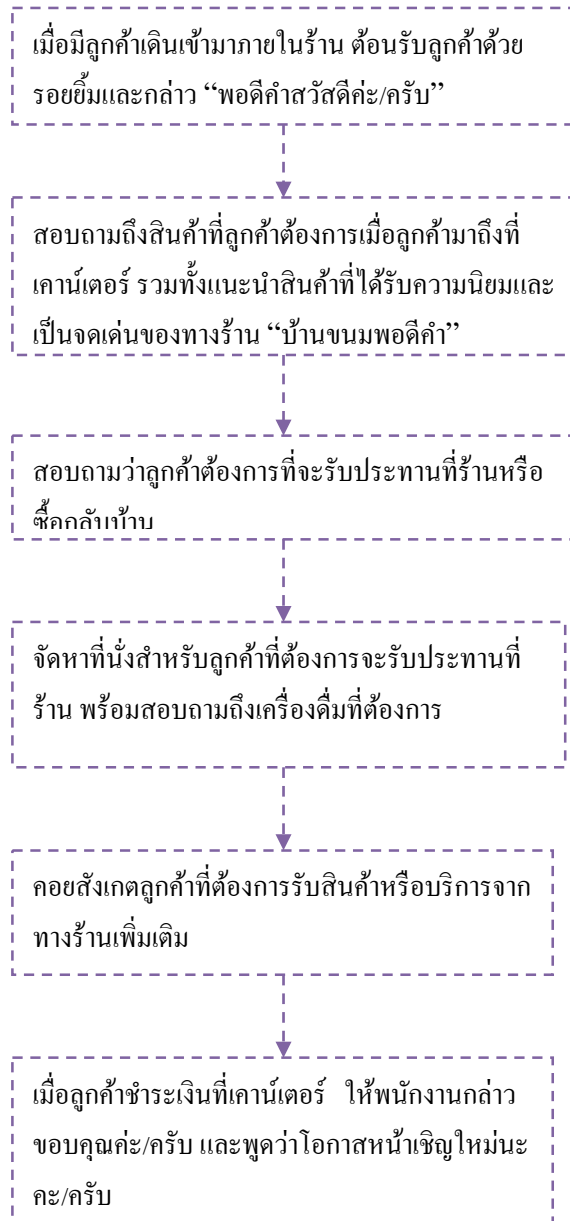 เมื่อมีลูกค้าเดินเข้ามาภายในร้าน ต้อนรับลูกค้าด้วย
รอยยิ้มและกล่าว “พอดีคำสวัสดีค่ะ/ครับ”
สอบถามถึงสินค้าที่ลูกค้าต้องการเมื่อลูกค้ามาถึงที่
เคาน์เตอร์ รวมทั้งแนะนำสินค้าที่ได้รับความนิยมและ
เป็นจุดเด่นของทางร้าน “บ้านขนมพอดีคำ”
สอบถามว่าลูกค้าต้องการที่จะรับประทานที่ร้านหรือ
ซื้อกลับบ้าน
จัดหาที่นั่งสำหรับลูกค้าที่ต้องการจะรับประทานที่
ร้าน พร้อมสอบถามถึงเครื่องดื่มที่ต้องการ
คอยสังเกตลูกค้าที่ต้องการรับสินค้าหรือบริการจาก
ทางร้านเพิ่มเติม
เมื่อลูกค้าชำระเงินที่เคาน์เตอร์ ให้พนักงานกล่าว
ขอบคุณค่ะ/ครับ และพูดว่าโอกาสหน้าเชิญใหม่นะ
คะ/ครับ